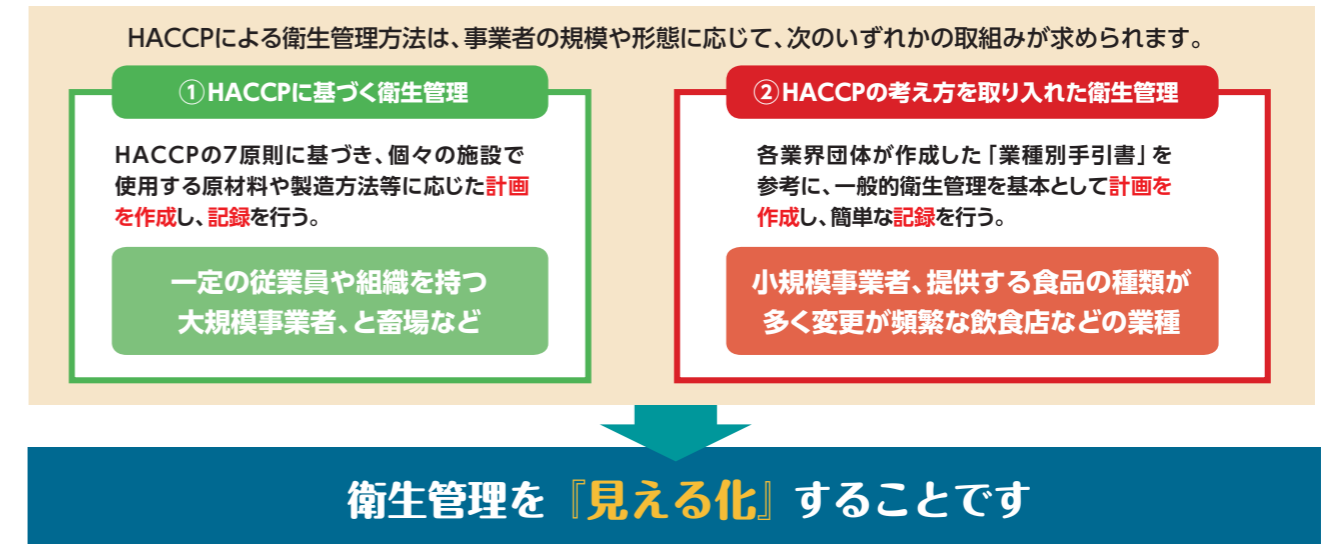 HACCPによる衛生管理方法は、事業者の規模や形態に応じて、次のいずれかの取組みが求められます。
①HACCPに基づく衛生管理
HACCPの7原則に基づき、個々の施設で
使用する原材料や製造方法等に応じた計画
を作成し、記録を行う。
一定の従業員や組織を持つ
大規模事業者、と畜場など
②HACCPの考え方を取り入れた衛生管理
各業界団体が作成した「業種別手引書」を
参考に、一般的衛生管理を基本として計画を
作成し、簡単な記録を行う。
小規模事業者、提供する食品の種類が
多く変更が頻繁な飲食店などの業種
衛生管理を『見える化』することです